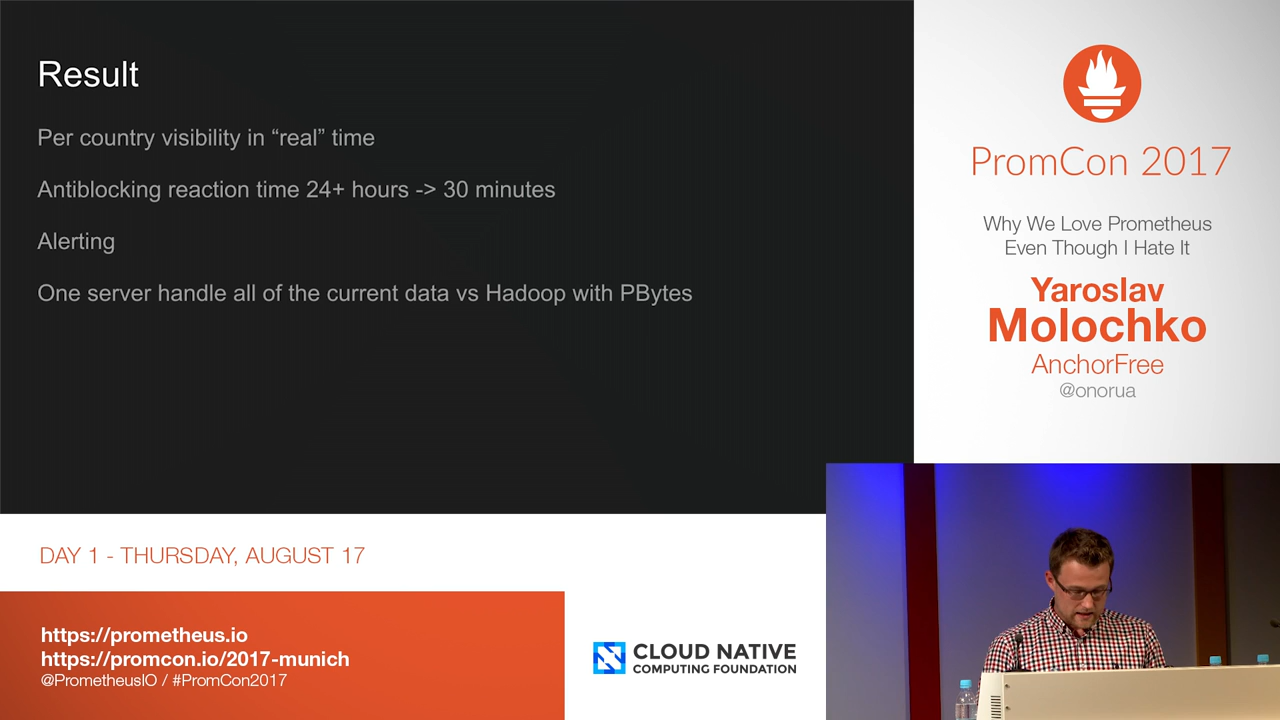 Result
Per country visibility in “real” time
Antiblocking reaction time 24+ hours -> 30 minutes
Alerting
One server handle all of the current data vs Hadoop with PBytes
PromCon 2017
Why We Love Prometheus
Even Though I Hate It
Yaroslav
Molochko
AnchorFree
@onorua
DAY 1 - THURSDAY, AUGUST 17
https://prometheus.io
https://promcon.io/2017-munich
@PrometheusIO / #PromCon2017
CLOUD NATIVE
COMPUTING FOUNDATION